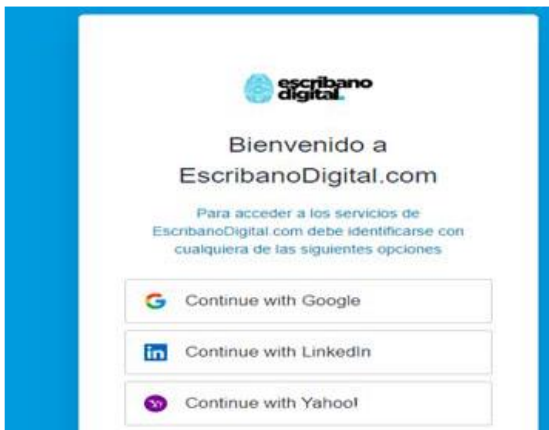 escribano
digital.
Bienvenido a
EscribanoDigital.com
Para acceder a los servicios de
EscribanoDigital.com debe identificarse con
cualquiera de las siguientes opciones
Continue with Google
Continue with LinkedIn
Continue with Yahoo!